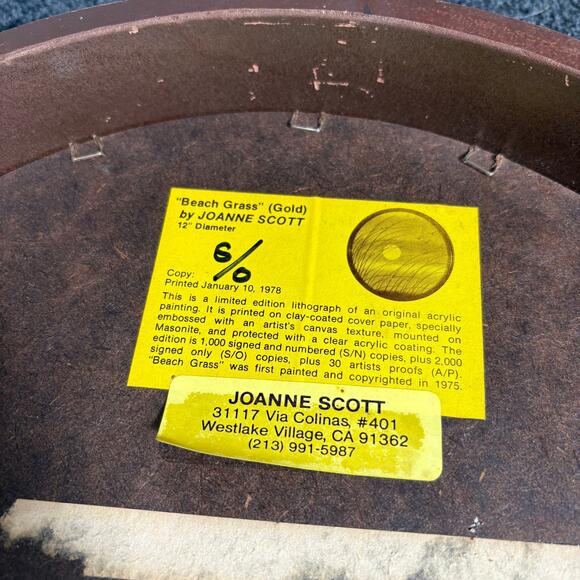 "Beach Grass" (Gold)
by JOANNE SCOTT
12" Diameter
Copy: S/O
Printed January 10, 1978
This is a limited edition lithograph of an original acrylic
painting. It is printed on clay-coated cover paper, specially
embossed with an artist's canvas texture, mounted on
Masonite, and protected with a clear acrylic coating. The
edition is 1,000 signed and numbered (S/N) copies, plus 2,000
signed only (S/O) copies, plus 30 artists proofs (A/P).
"Beach Grass" was first painted and copyrighted in 1975.
JOANNE SCOTT
31117 Via Colinas, #401
Westlake Village, CA 91362
(213) 991-5987